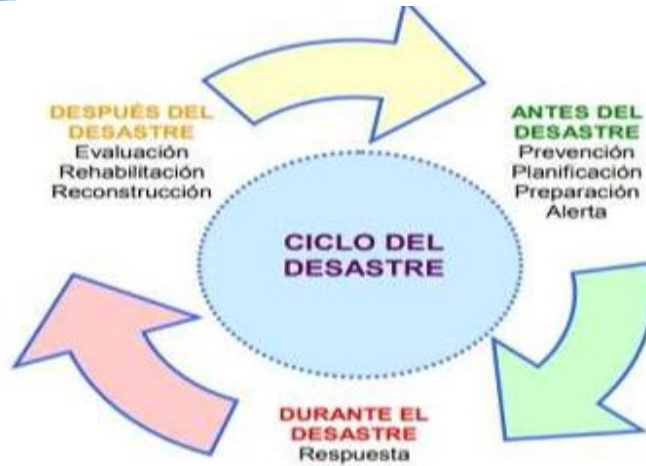 DESPUÉS DEL
DESASTRE
Evaluación
Rehabilitación
Reconstrucción
ANTES DEL
DESASTRE
Prevención
Planificación
Preparación
Alerta
CICLO DEL
DESASTRE
DURANTE EL
DESASTRE
Respuesta